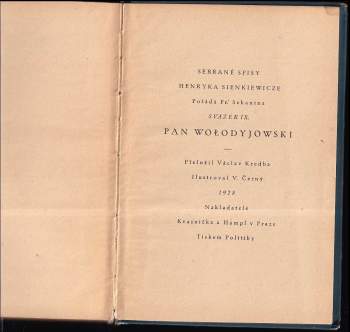 SEBRANÉ SPISY
HENRYKA SIENKIEWICZE
Pořádá Fr. Sekanina
SVAZEK IX.
PAN WOŁODYJOWSKI
—
Přeložil Václav Kredba
Ilustroval V. Černý
1928
Nakladatelé
Kvasnička a Hampl v Praze
Tiskem Politiky